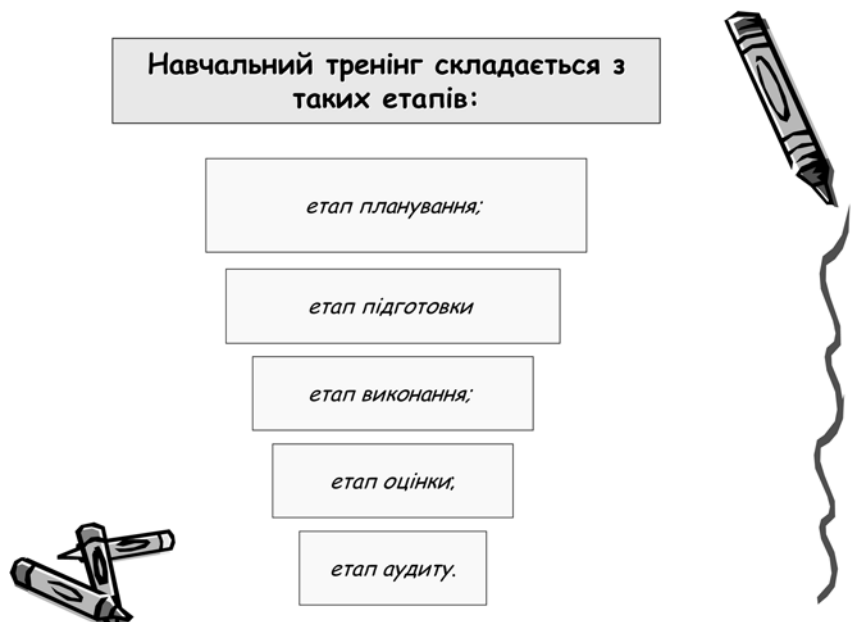 Навчальний тренінг складається з
таких етапів:
етап планування;
етап підготовки
етап виконання;
етап оцінки;
етап аудиту.